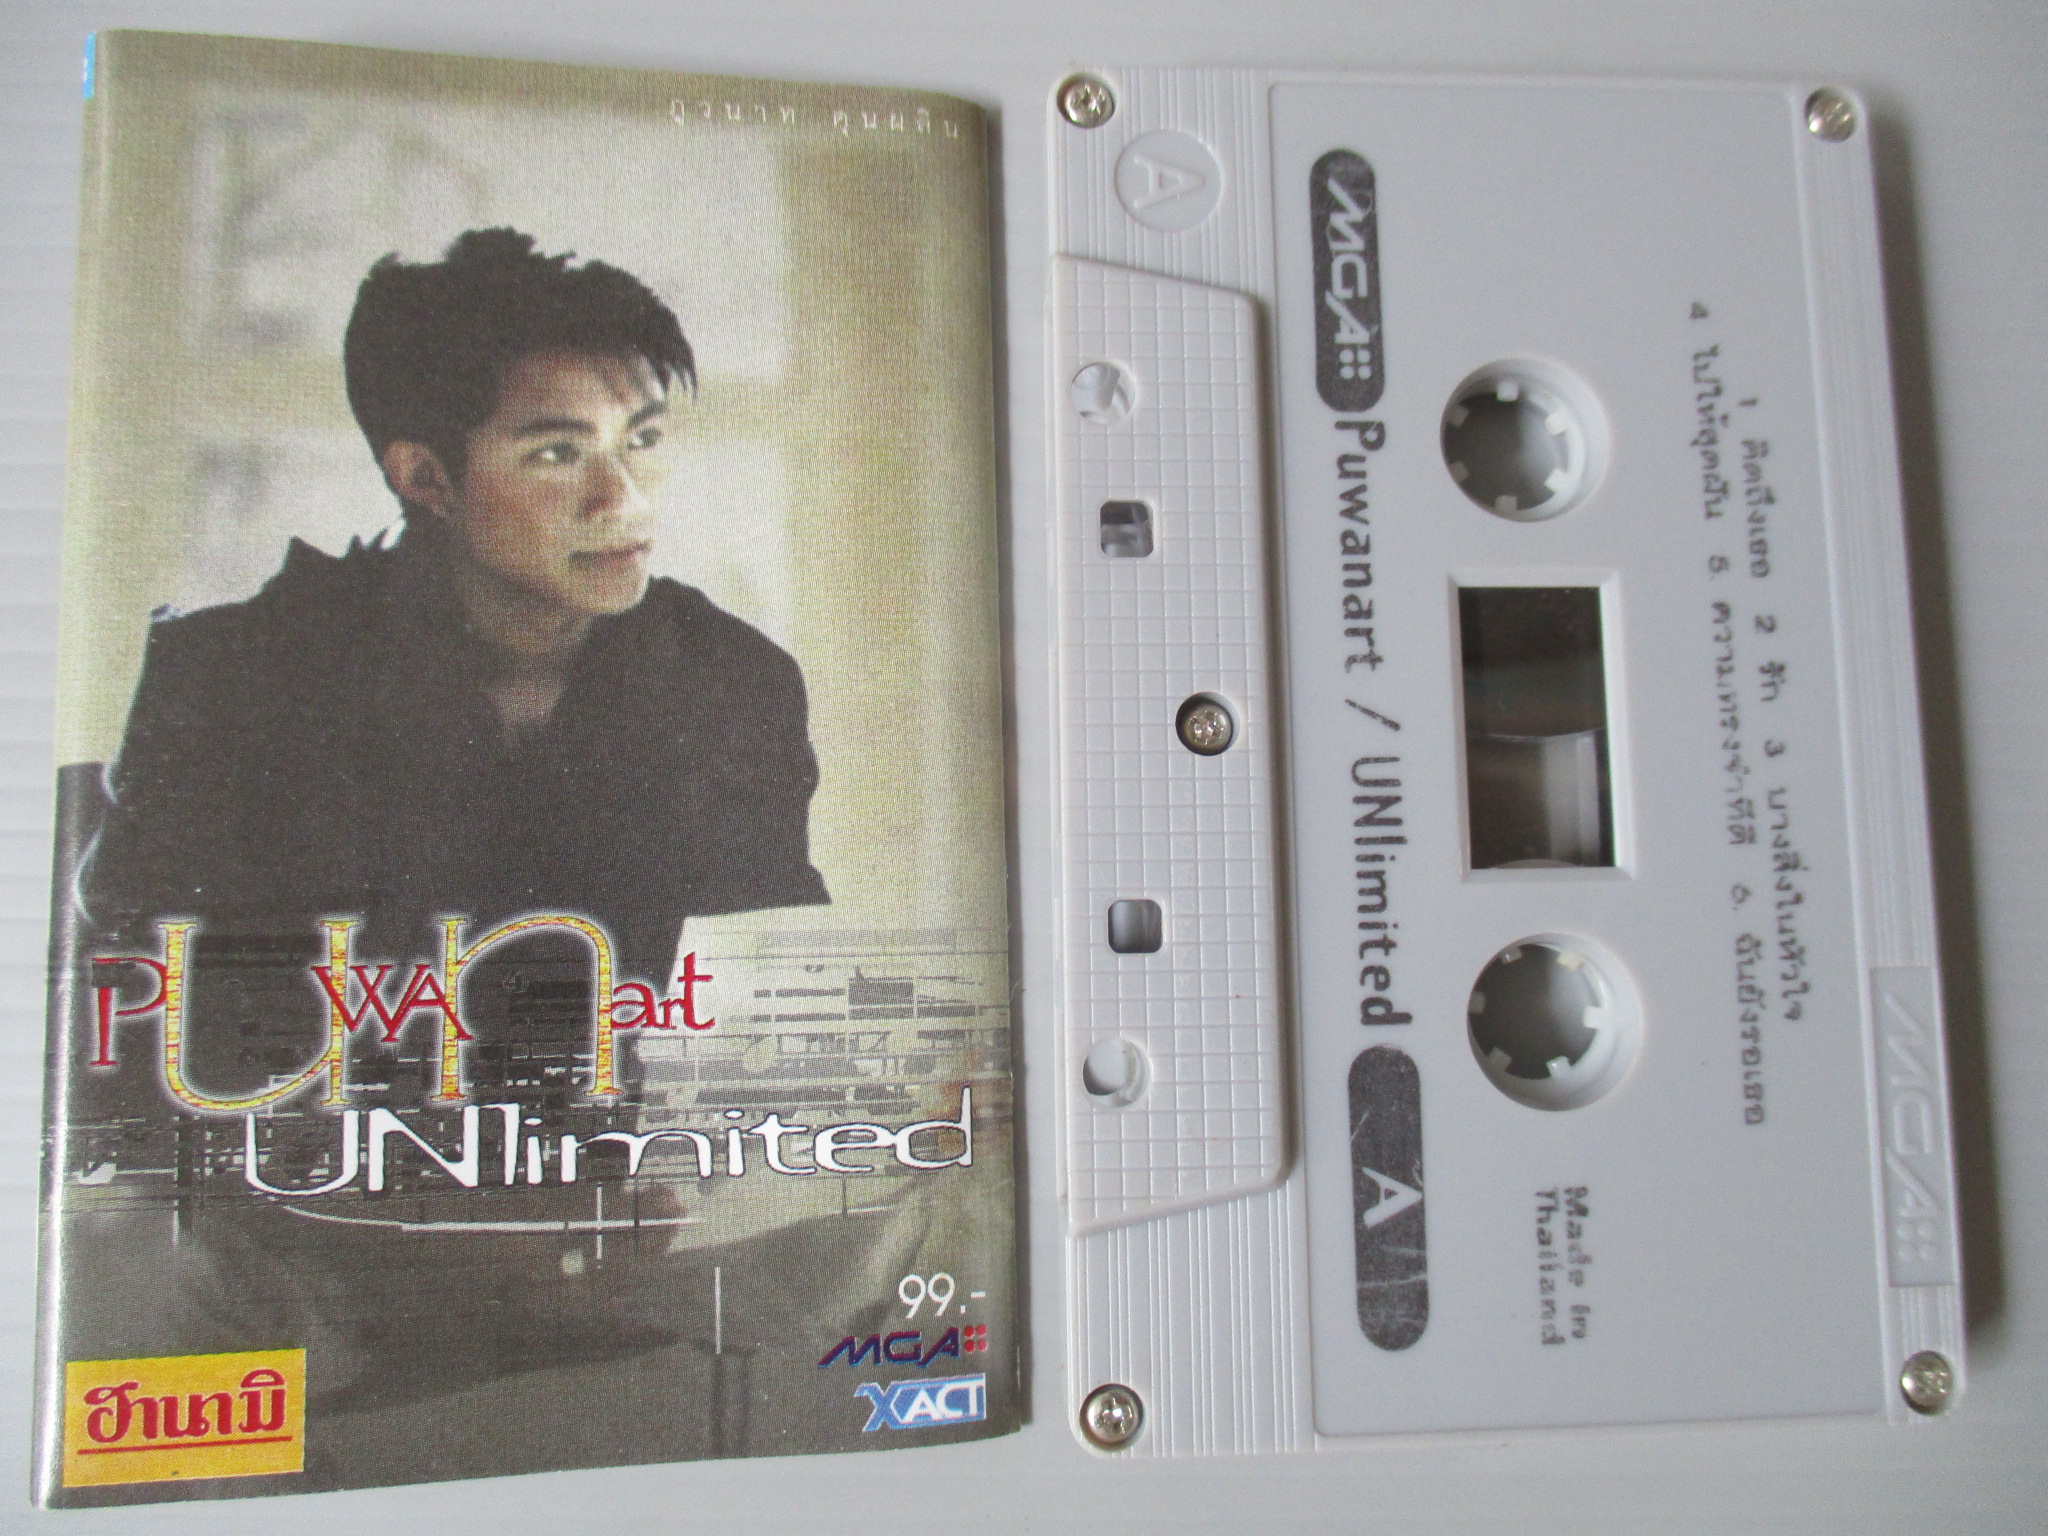 ภูวนาท คุนผลิน
PUWANart
UNlimited
99.-
MGA
XACT
ฮานามิ
A
MGA
Puwanart / UNlimited
A
1 คิดถึงเธอ 2 รัก 3 บางสิ่งในหัวใจ
4 ไปให้สุดฝัน 5. ความทรงจำที่ดี 6. ฉันยังรอเธอ
Made in
Thailand
MGA